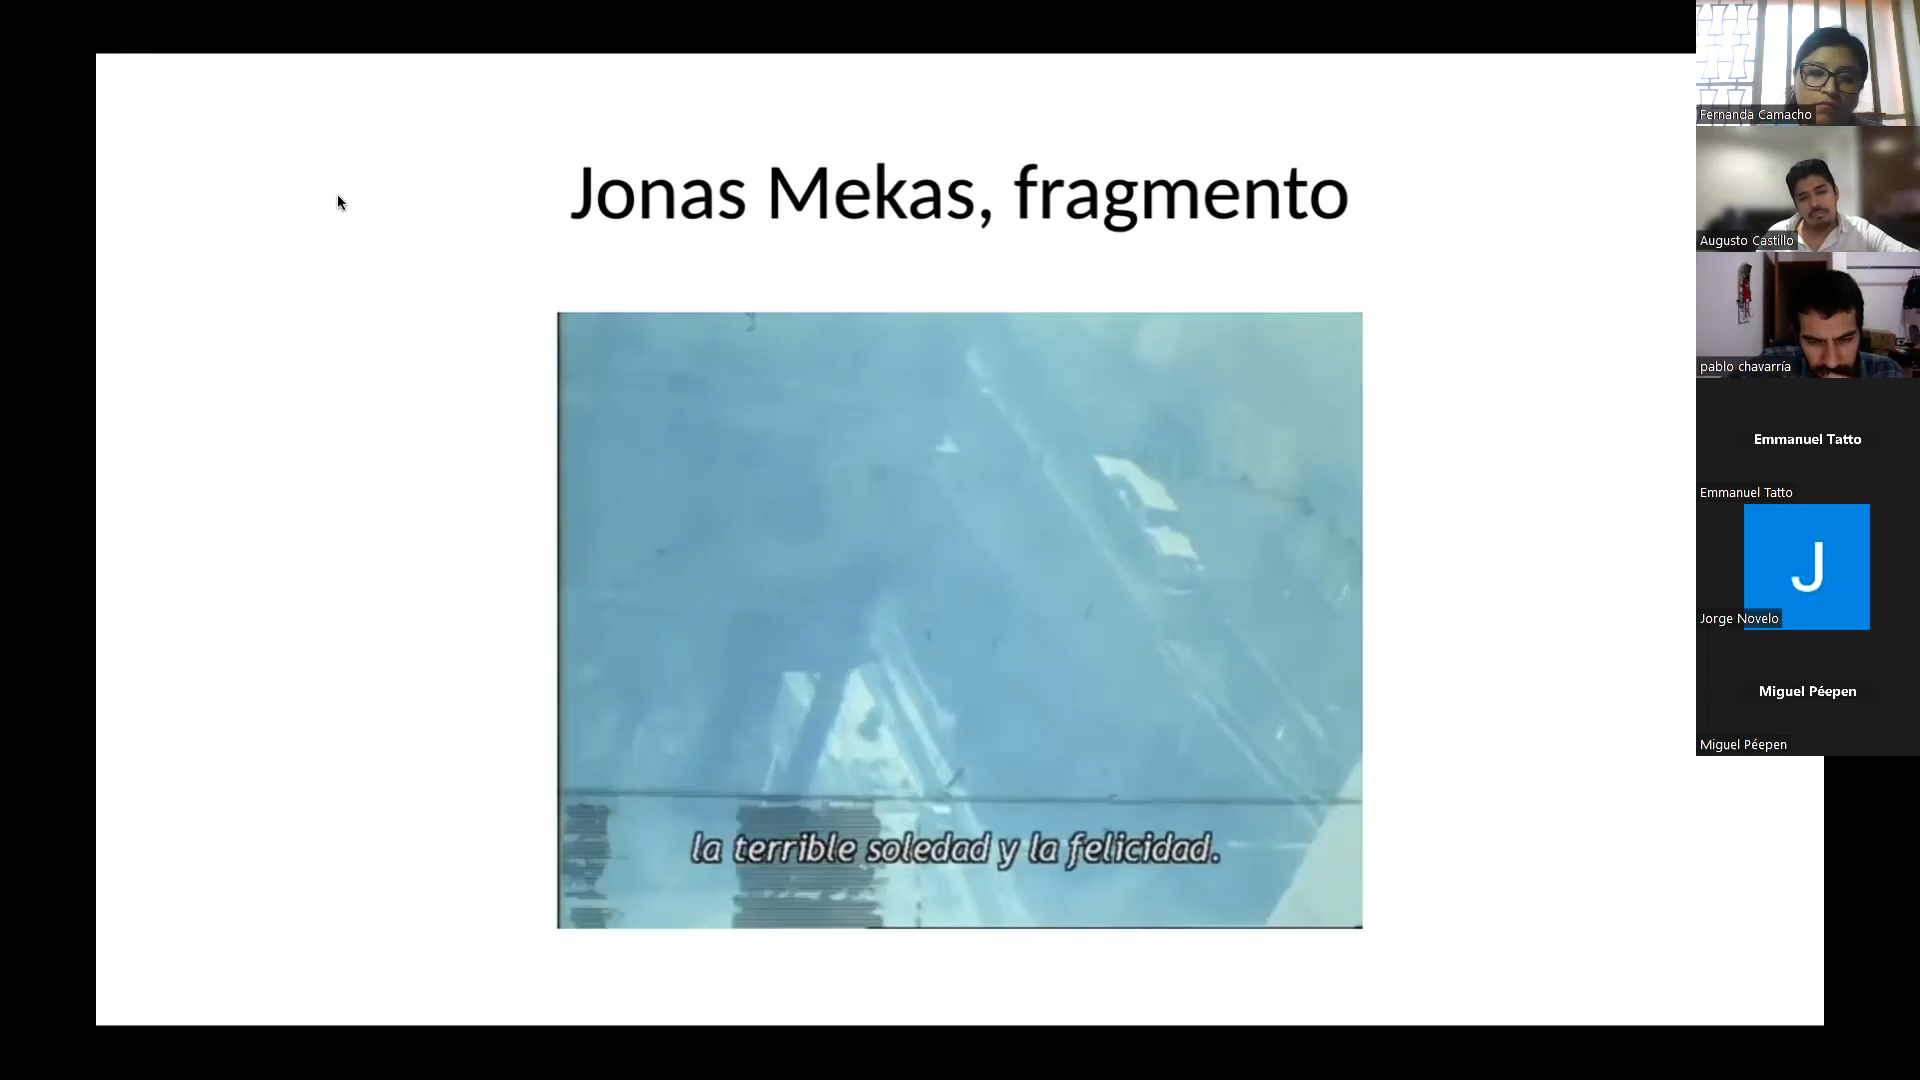 Jonas Mekas, fragmento
la terrible soledad y la felicidad.
Fernanda Camacho
Augusto Castillo
pablo chavarría
Emmanuel Tatto
Emmanuel Tatto
J
Jorge Novelo
Miguel Péepen
Miguel Péepen